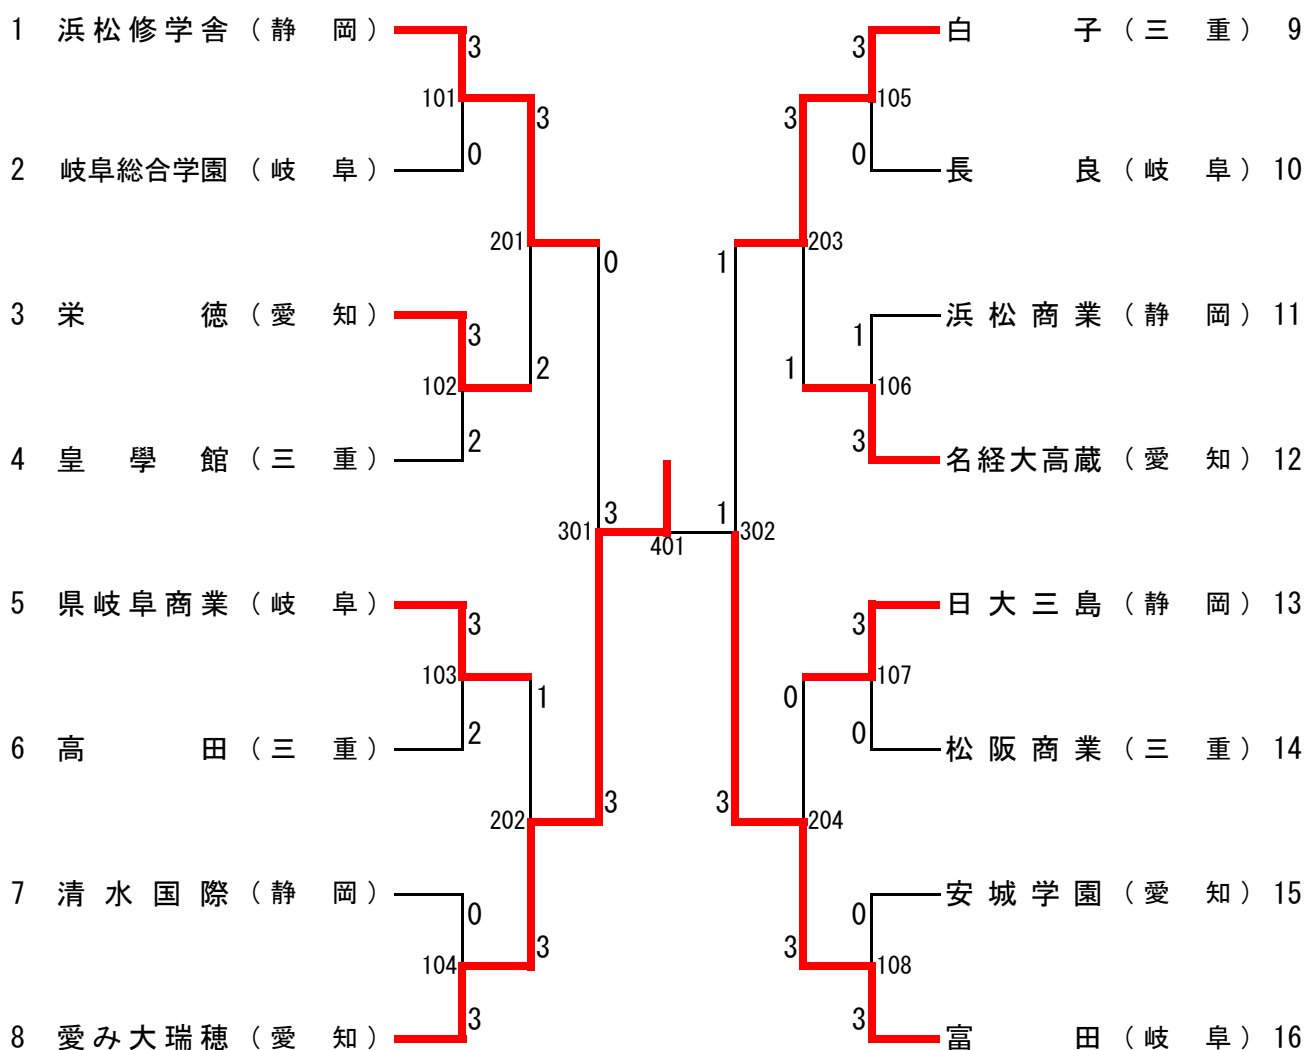 1 浜松修学舎 (静 岡) 3 3 白 子 (三 重) 9
101 3 3 105
2 岐阜総合学園 (岐 阜) 0 0 長 良 (岐 阜) 10
201 0 1 203
3 栄 徳 (愛 知) 3 1 浜松商業 (静 岡) 11
102 2 1 106
4 皇 學 館 (三 重) 2 3 名経大高蔵 (愛 知) 12
301 3 401 1 302
5 県岐阜商業 (岐 阜) 3 3 日大三島 (静 岡) 13
103 1 0 107
6 高 田 (三 重) 2 0 松阪商業 (三 重) 14
202 3 3 204
7 清水国際 (静 岡) 0 0 安城学園 (愛 知) 15
104 3 3 108
8 愛み大瑞穂 (愛 知) 3 3 富 田 (岐 阜) 16